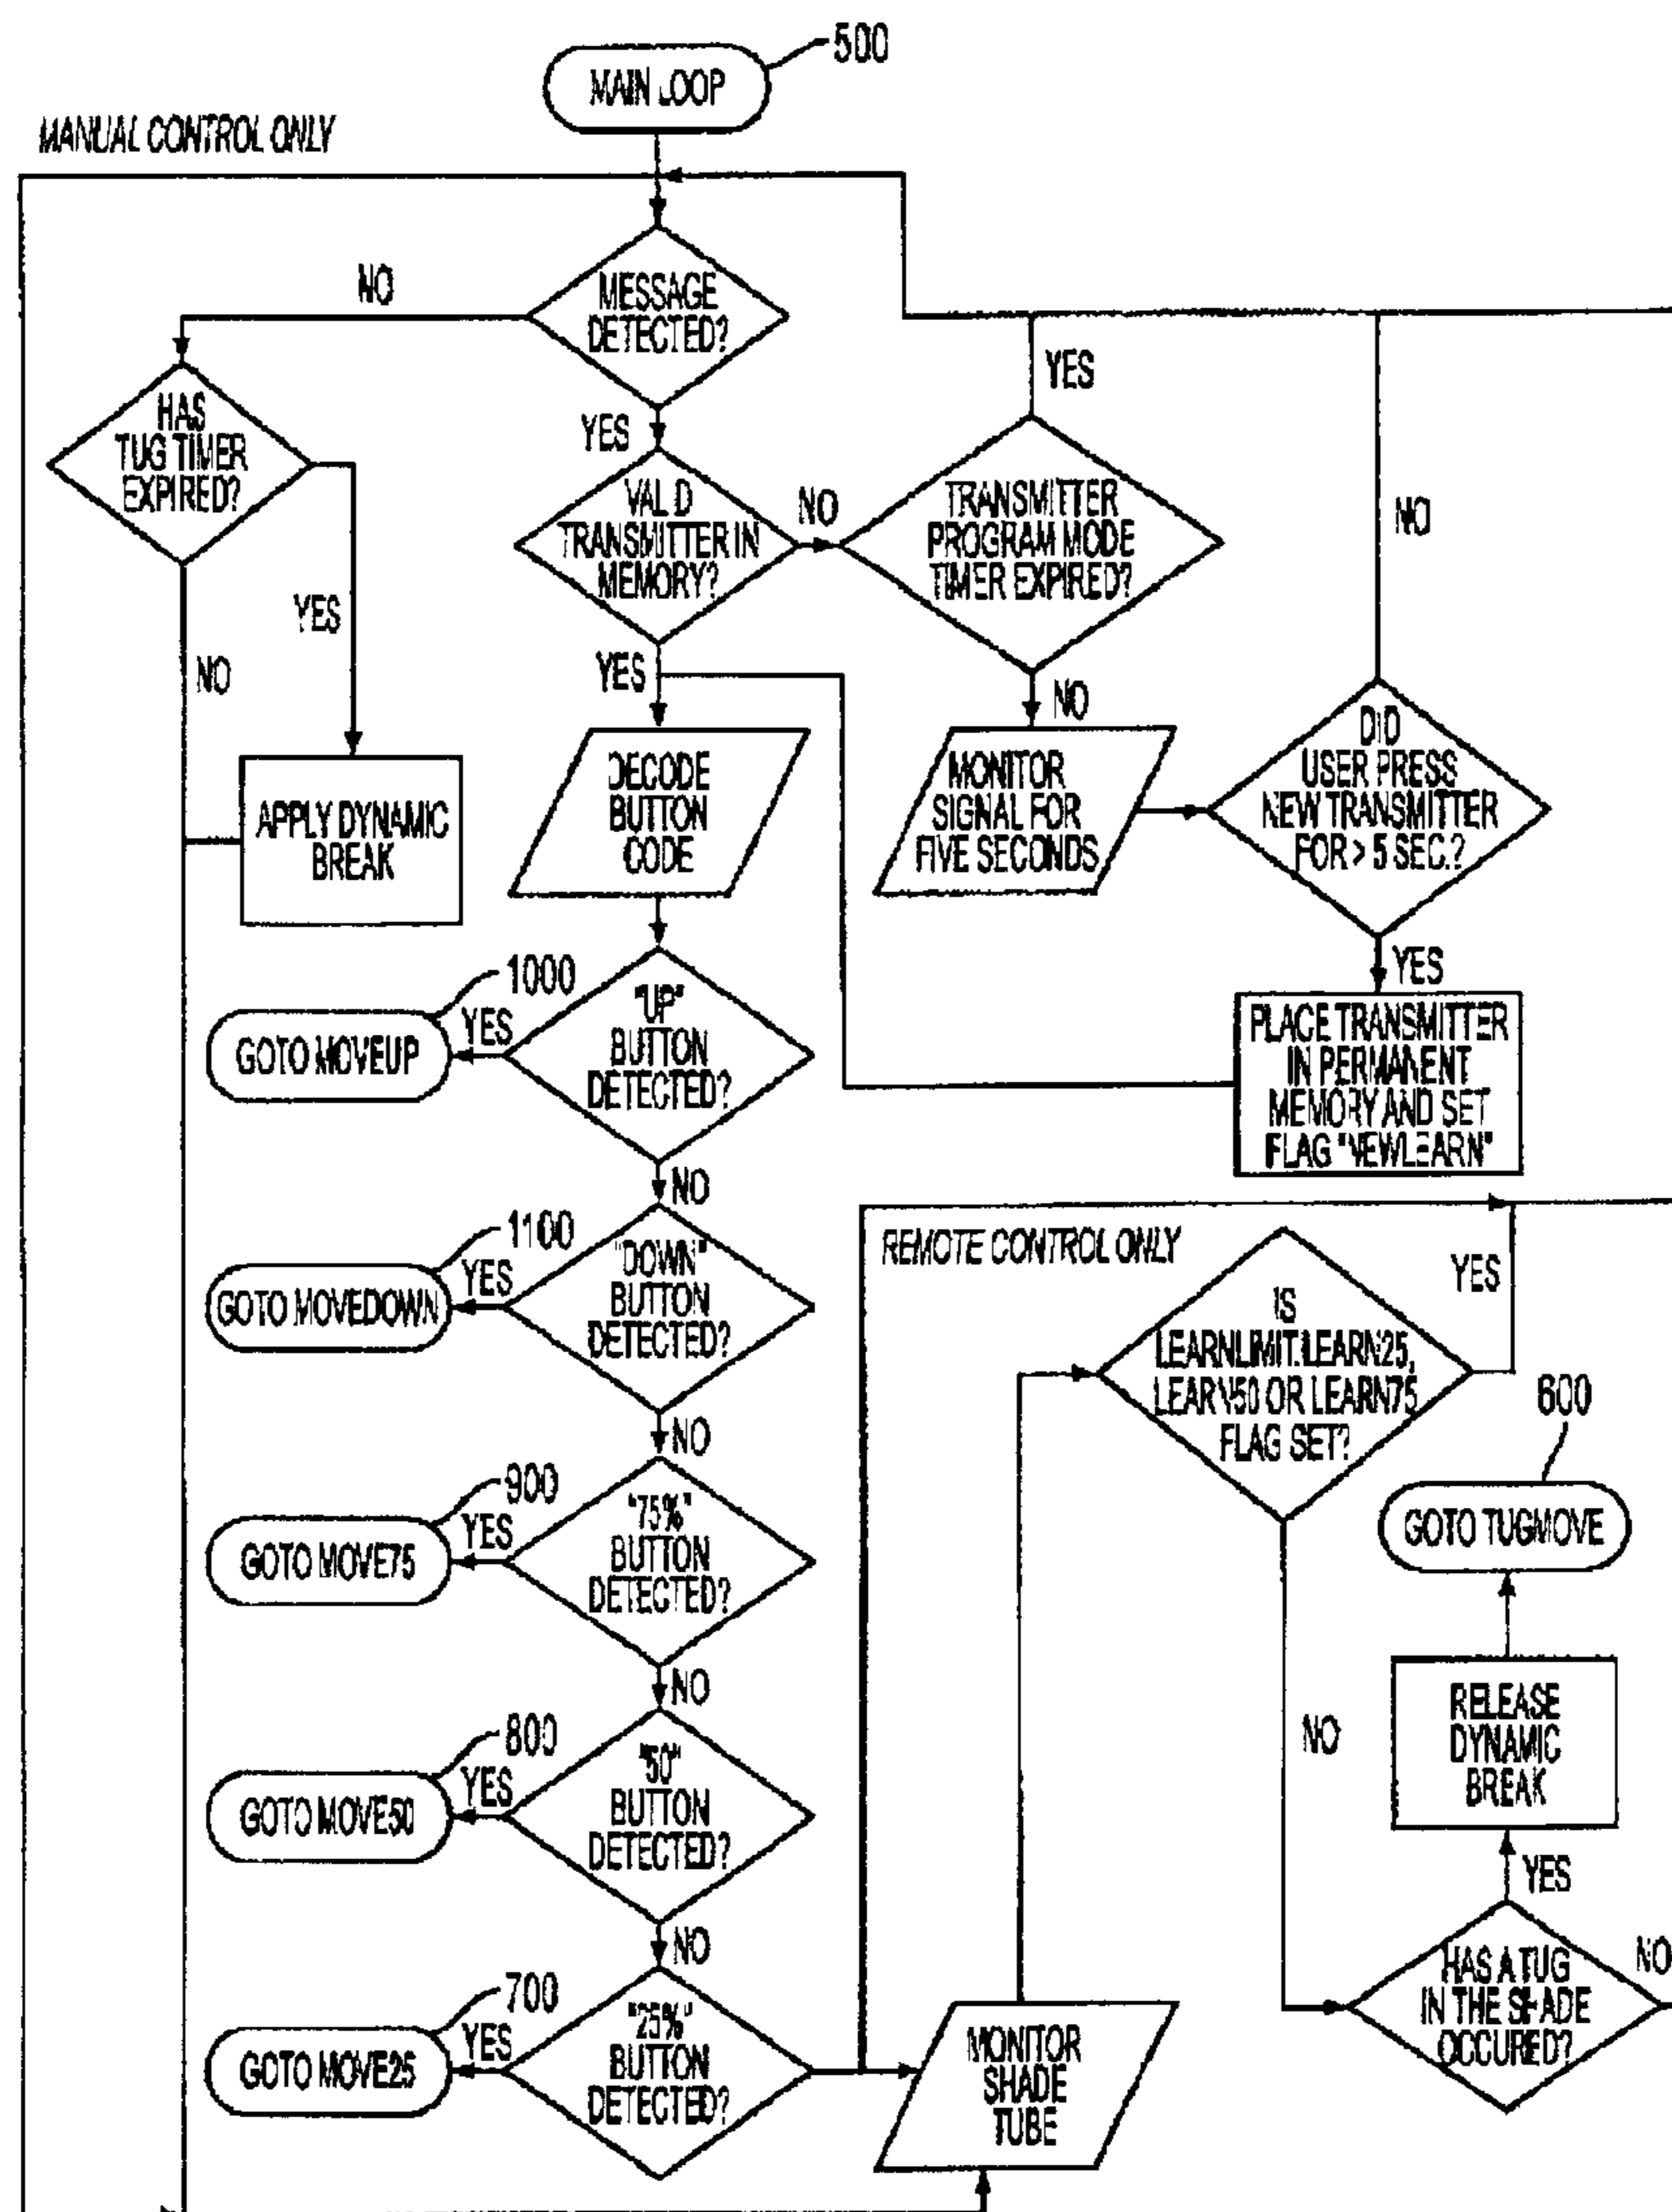 500
MAIN LOOP
MANUAL CONTROL ONLY
NO
MESSAGE
DETECTED?
YES
HAS
TUG TIMER
EXPIRED?
YES
VALID
TRANSMITTER IN
MEMORY?
NO
TRANSMITTER
PROGRAM MODE
TIMER EXPIRED?
NO
YES
NO
YES
NO
DID
USER PRESS
NEW TRANSMITTER
FOR > 5 SEC.?
APPLY DYNAMIC
BREAK
DECODE
BUTTON
CODE
MONITOR
SIGNAL FOR
FIVE SECONDS
YES
1000
GOTO MOVEUP
YES
"UP"
BUTTON
DETECTED?
PLACE TRANSMITTER
IN PERMANENT
MEMORY AND SET
FLAG "NEWLEARN"
NO
1100
GOTO MOVEDOWN
YES
"DOWN"
BUTTON
DETECTED?
REMOTE CONTROL ONLY
YES
IS
LEARNLIMIT.LEARN25,
LEARN50 OR LEARN75
FLAG SET?
NO
600
GOTO TUGMOVE
900
GOTO MOVE75
YES
"75%"
BUTTON
DETECTED?
NO
NO
RELEASE
DYNAMIC
BREAK
800
GOTO MOVE50
YES
"50"
BUTTON
DETECTED?
YES
NO
HAS A TUG
IN THE SHADE
OCCURED?
NO
700
GOTO MOVE25
YES
"25%"
BUTTON
DETECTED?
MONITOR
SHADE
TUBE